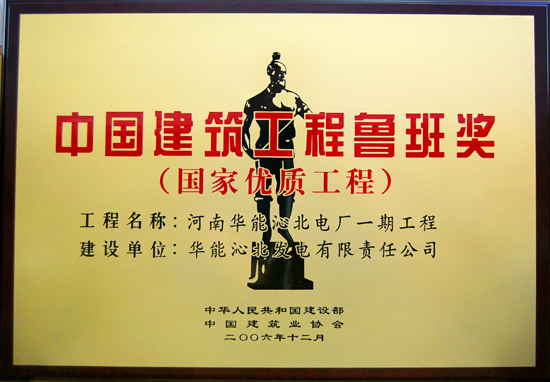 中国建筑工程鲁班奖
（国家优质工程）
工程名称：河南华能沁北电厂一期工程
建设单位：华能沁北发电有限责任公司
中华人民共和国建设部
中国建筑业协会
二〇〇六年十二月